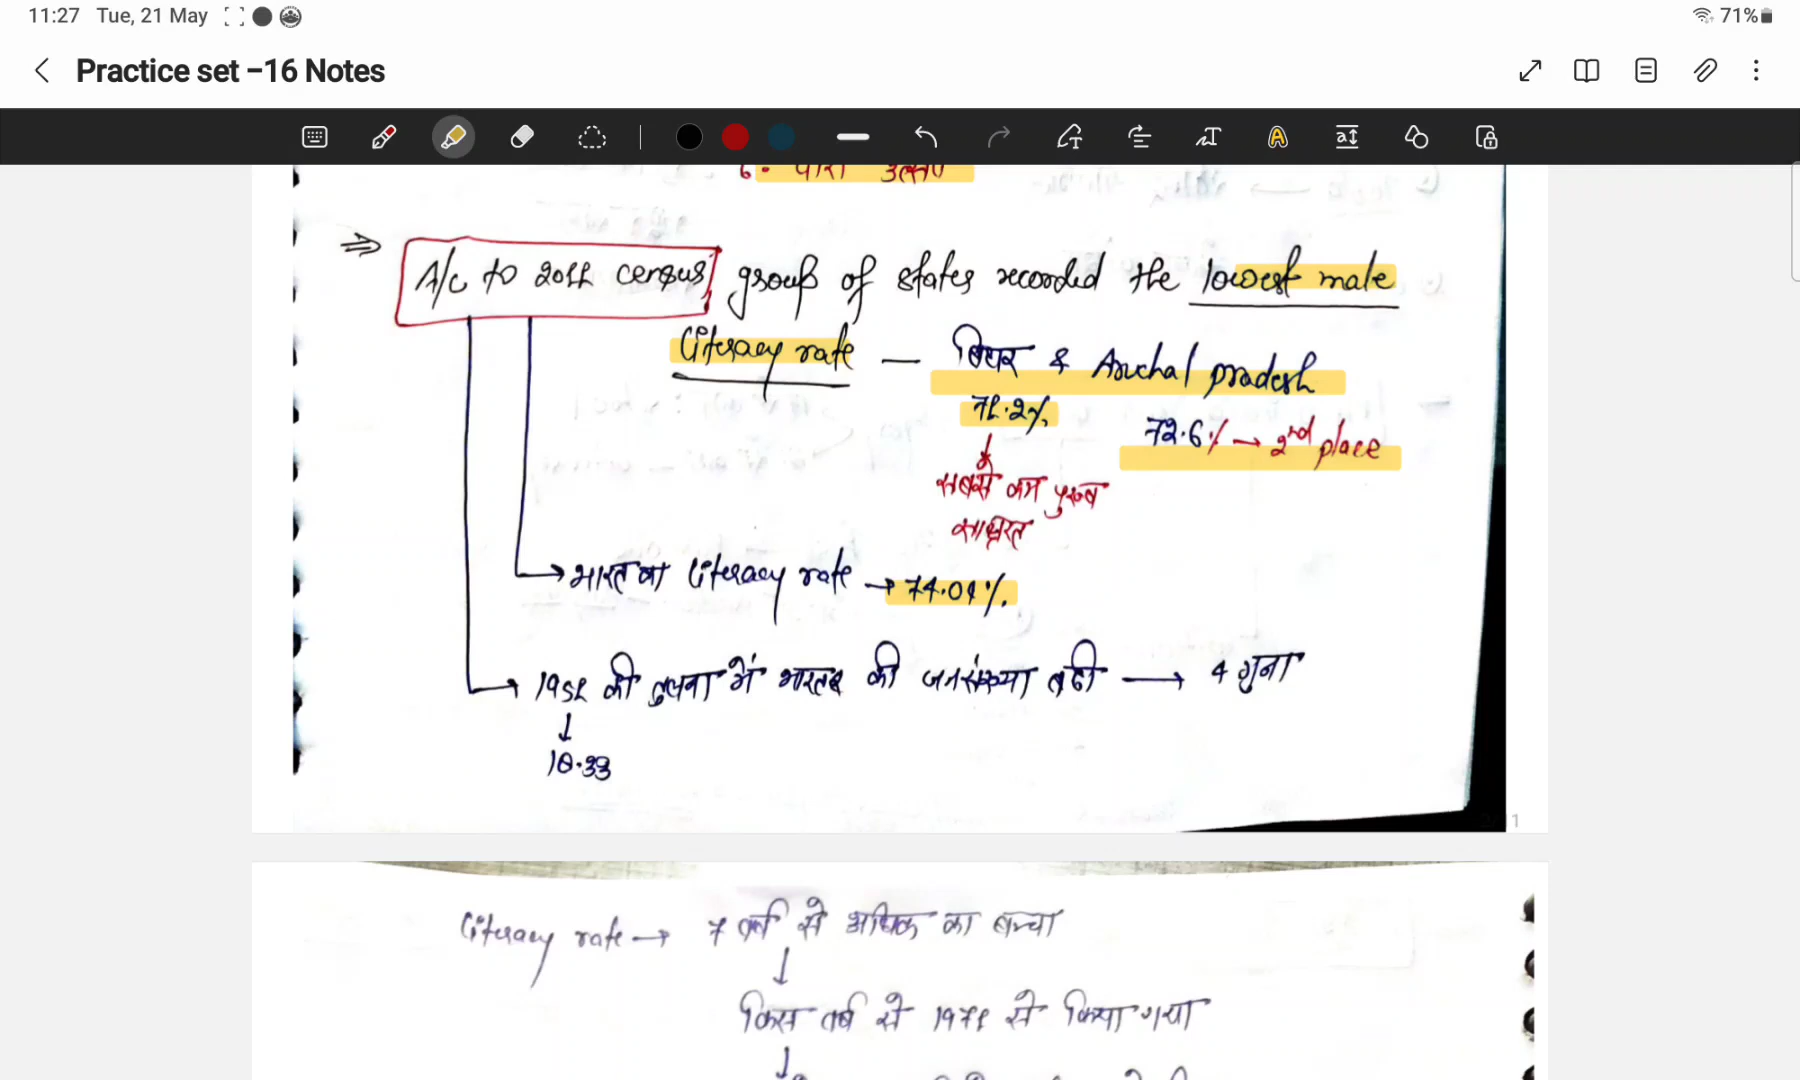 11:27 Tue, 21 May
71%
Practice set –16 Notes
⇒ A/c to 2011 census, group of states recorded the lowest male
literacy rate — बिहार & Aruchal pradesh
71.2% 72.6% → 2nd place
सबसे कम पुरुष
साक्षरत
→ भारत का literacy rate → 74.04%
→ 1951 की तुलना में भारत की जनसंख्या बढी → 4 गुना
18.33
literacy rate → 7 वर्ष से अधिक का बच्चा
किस वर्ष से 1971 से किया गया